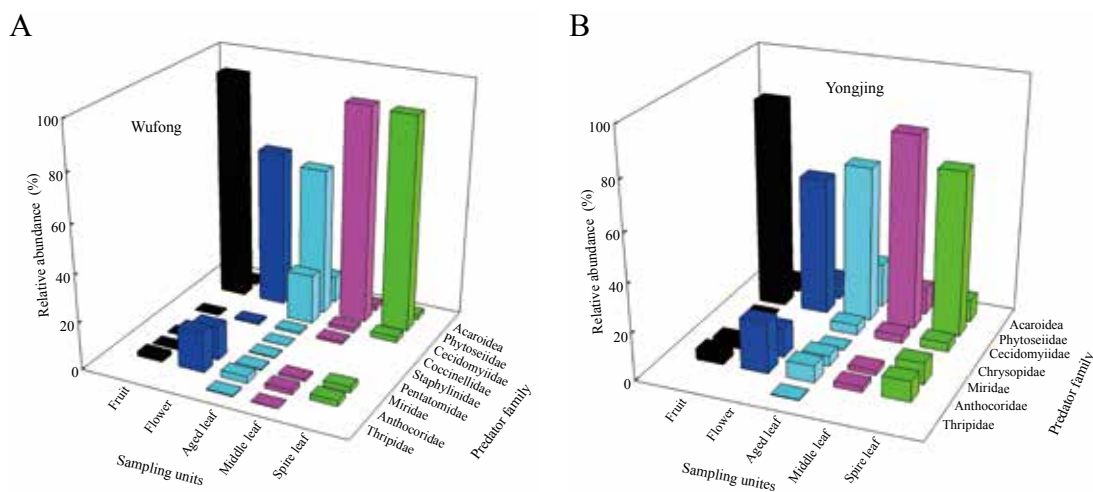 A
Wufong
Relative abundance (%)
100
80
60
40
20
0
Fruit
Flower
Aged leaf
Middle leaf
Spire leaf
Sampling units
Acaroidea
Phytoseiidae
Cecidomyiidae
Coccinellidae
Staphylinidae
Pentatomidae
Miridae
Anthocoridae
Thripidae
Predator family
B
Yongjing
Relative abundance (%)
100
80
60
40
20
0
Fruit
Flower
Aged leaf
Middle leaf
Spire leaf
Sampling unites
Acaroidea
Phytoseiidae
Cecidomyiidae
Chrysopidae
Miridae
Anthocoridae
Thripidae
Predator family